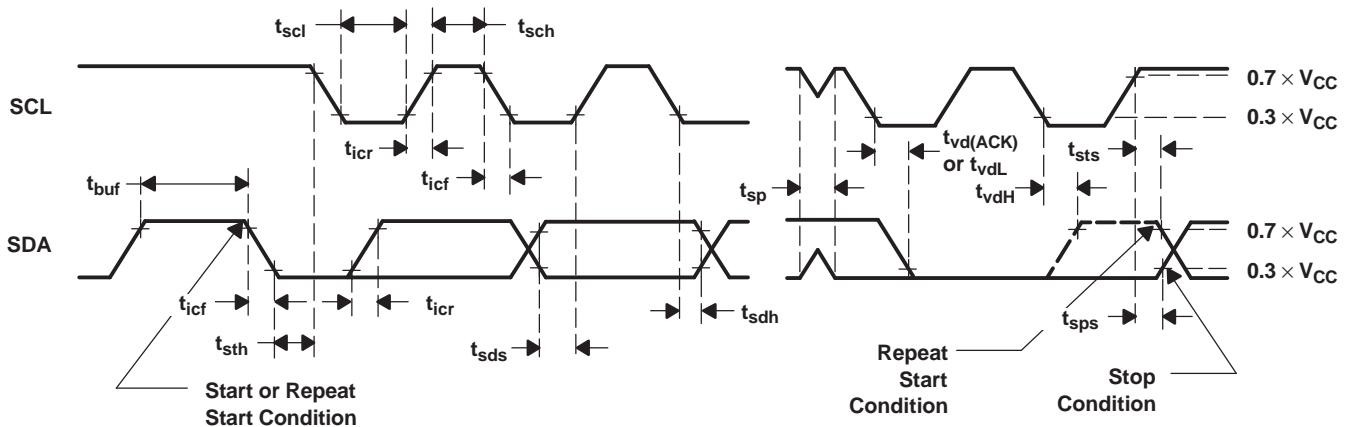 tscl
tsch
SCL
0.7 × VCC
0.3 × VCC
ticr
ticf
tbuf
tsp
tvd(ACK)
or tvdL
tvdH
tsts
SDA
0.7 × VCC
0.3 × VCC
ticf
ticr
tsth
tsds
tsdh
tsps
Start or Repeat
Start Condition
Repeat
Start
Condition
Stop
Condition